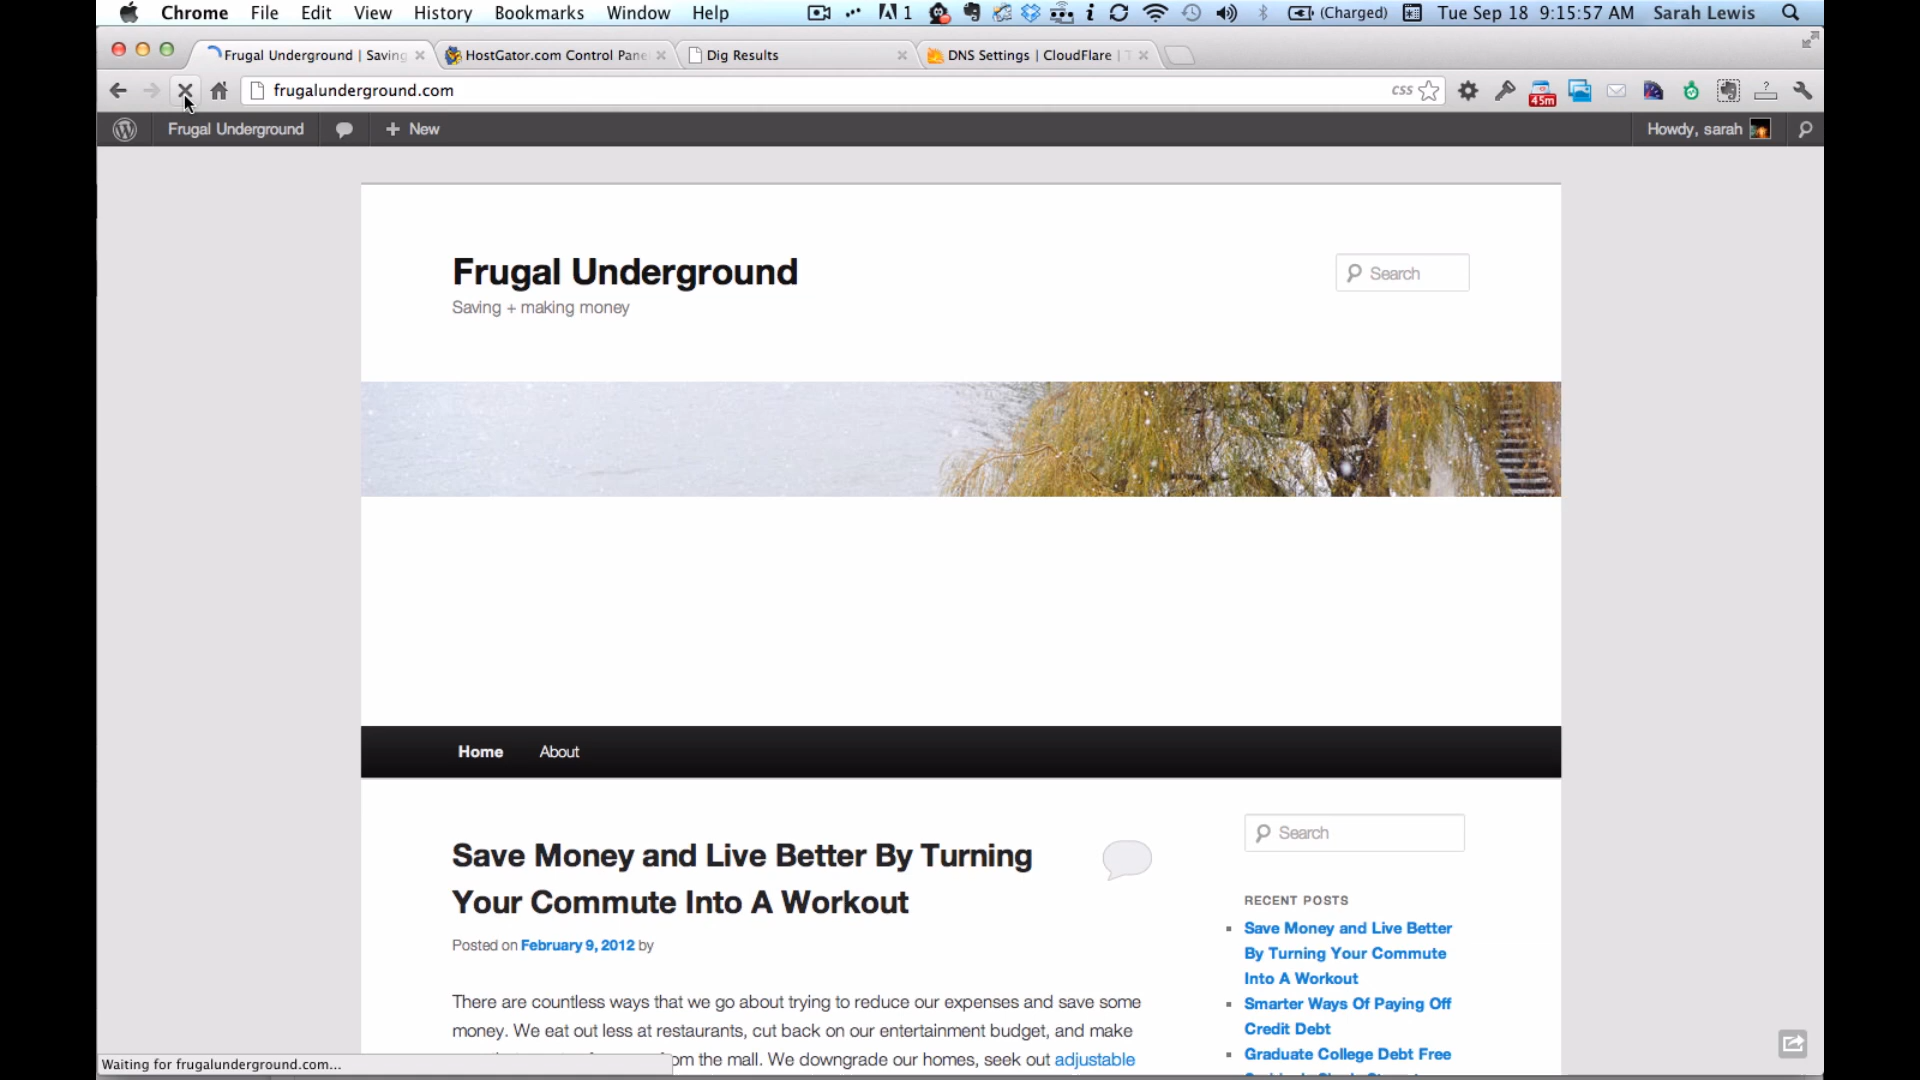 Chrome File Edit View History Bookmarks Window Help 1 (Charged) Tue Sep 18 9:15:57 AM Sarah Lewis
Frugal Underground | Saving HostGator.com Control Pane Dig Results DNS Settings | CloudFlare | T
frugalunderground.com css 45m
Frugal Underground + New Howdy, sarah
Frugal Underground
Search
Saving + making money
Home About
Search
Save Money and Live Better By Turning
Your Commute Into A Workout
Posted on February 9, 2012 by
There are countless ways that we go about trying to reduce our expenses and save some
money. We eat out less at restaurants, cut back on our entertainment budget, and make
om the mall. We downgrade our homes, seek out adjustable
RECENT POSTS
Save Money and Live Better
By Turning Your Commute
Into A Workout
Smarter Ways Of Paying Off
Credit Debt
Graduate College Debt Free
Waiting for frugalunderground.com...